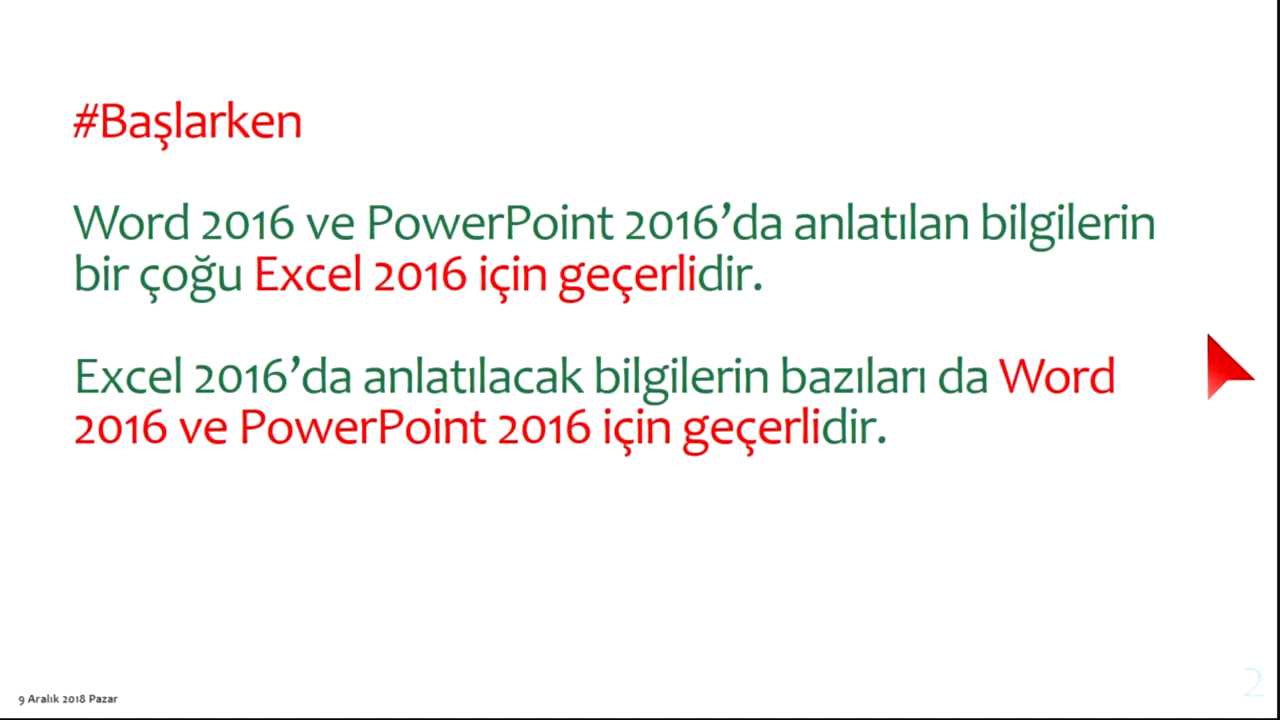 #Başlarken
Word 2016 ve PowerPoint 2016’da anlatılan bilgilerin
bir çoğu Excel 2016 için geçerlidir.
Excel 2016’da anlatılacak bilgilerin bazıları da Word
2016 ve PowerPoint 2016 için geçerlidir.
9 Aralık 2018 Pazar
2